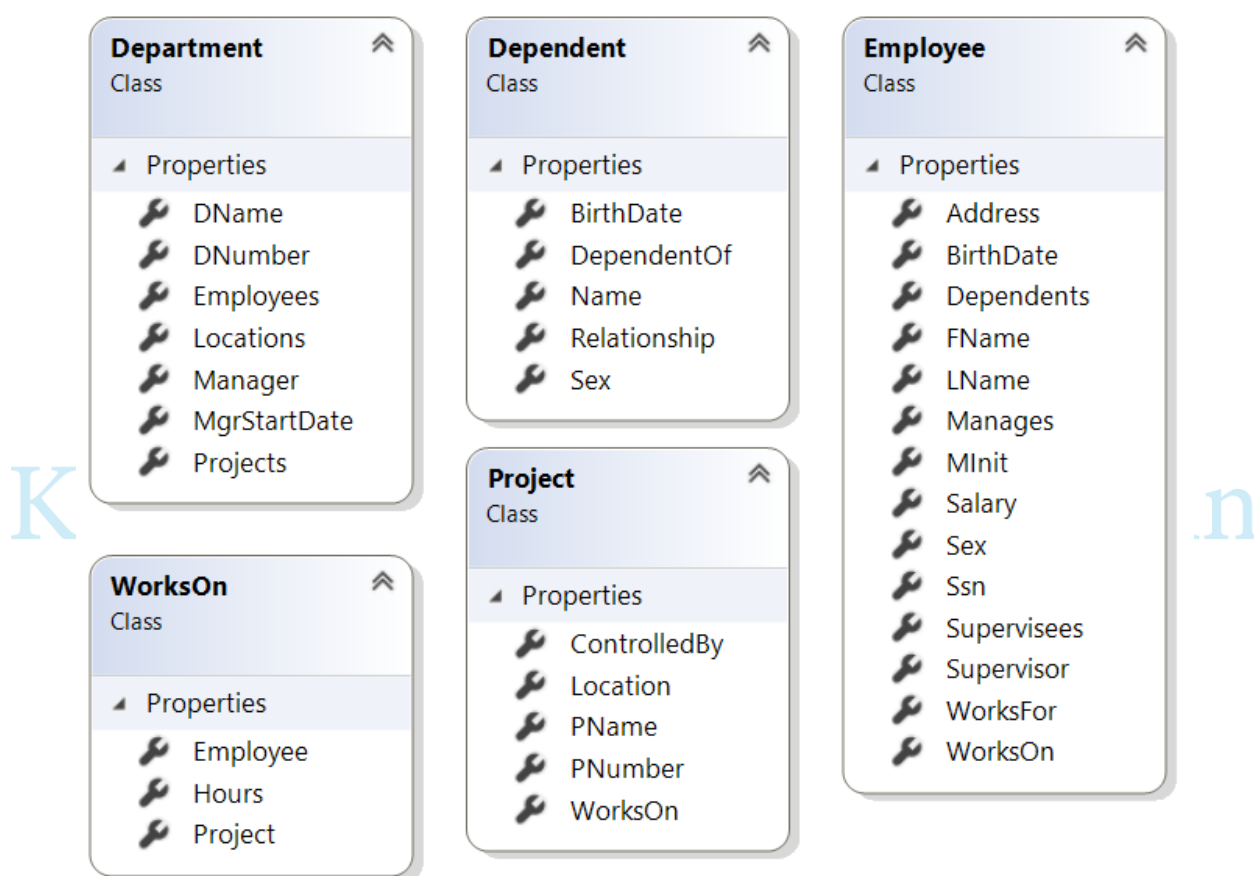 Department
Class
Properties
DName
DNumber
Employees
Locations
Manager
MgrStartDate
Projects
Dependent
Class
Properties
BirthDate
DependentOf
Name
Relationship
Sex
Employee
Class
Properties
Address
BirthDate
Dependents
FName
LName
Manages
MInit
Salary
Sex
Ssn
Supervisees
Supervisor
WorksFor
WorksOn
WorksOn
Class
Properties
Employee
Hours
Project
Project
Class
Properties
ControlledBy
Location
PName
PNumber
WorksOn